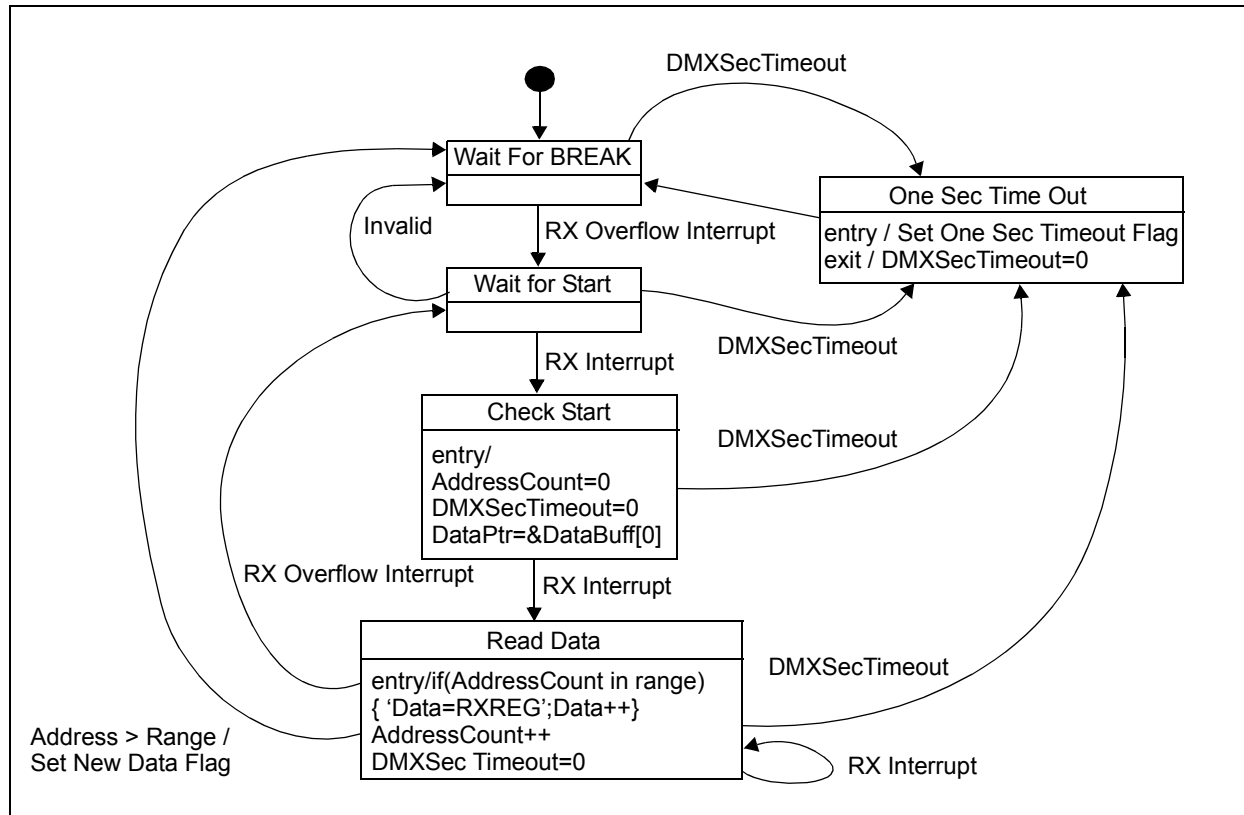 DMXSecTimeout
Wait For BREAK
One Sec Time Out
entry / Set One Sec Timeout Flag
exit / DMXSecTimeout=0
Invalid
RX Overflow Interrupt
Wait for Start
DMXSecTimeout
RX Interrupt
Check Start
entry/
AddressCount=0
DMXSecTimeout=0
DataPtr=&DataBuff[0]
DMXSecTimeout
RX Overflow Interrupt
RX Interrupt
Read Data
entry/if(AddressCount in range)
{ ‘Data=RXREG’;Data++}
AddressCount++
DMXSec Timeout=0
DMXSecTimeout
Address > Range /
Set New Data Flag
RX Interrupt